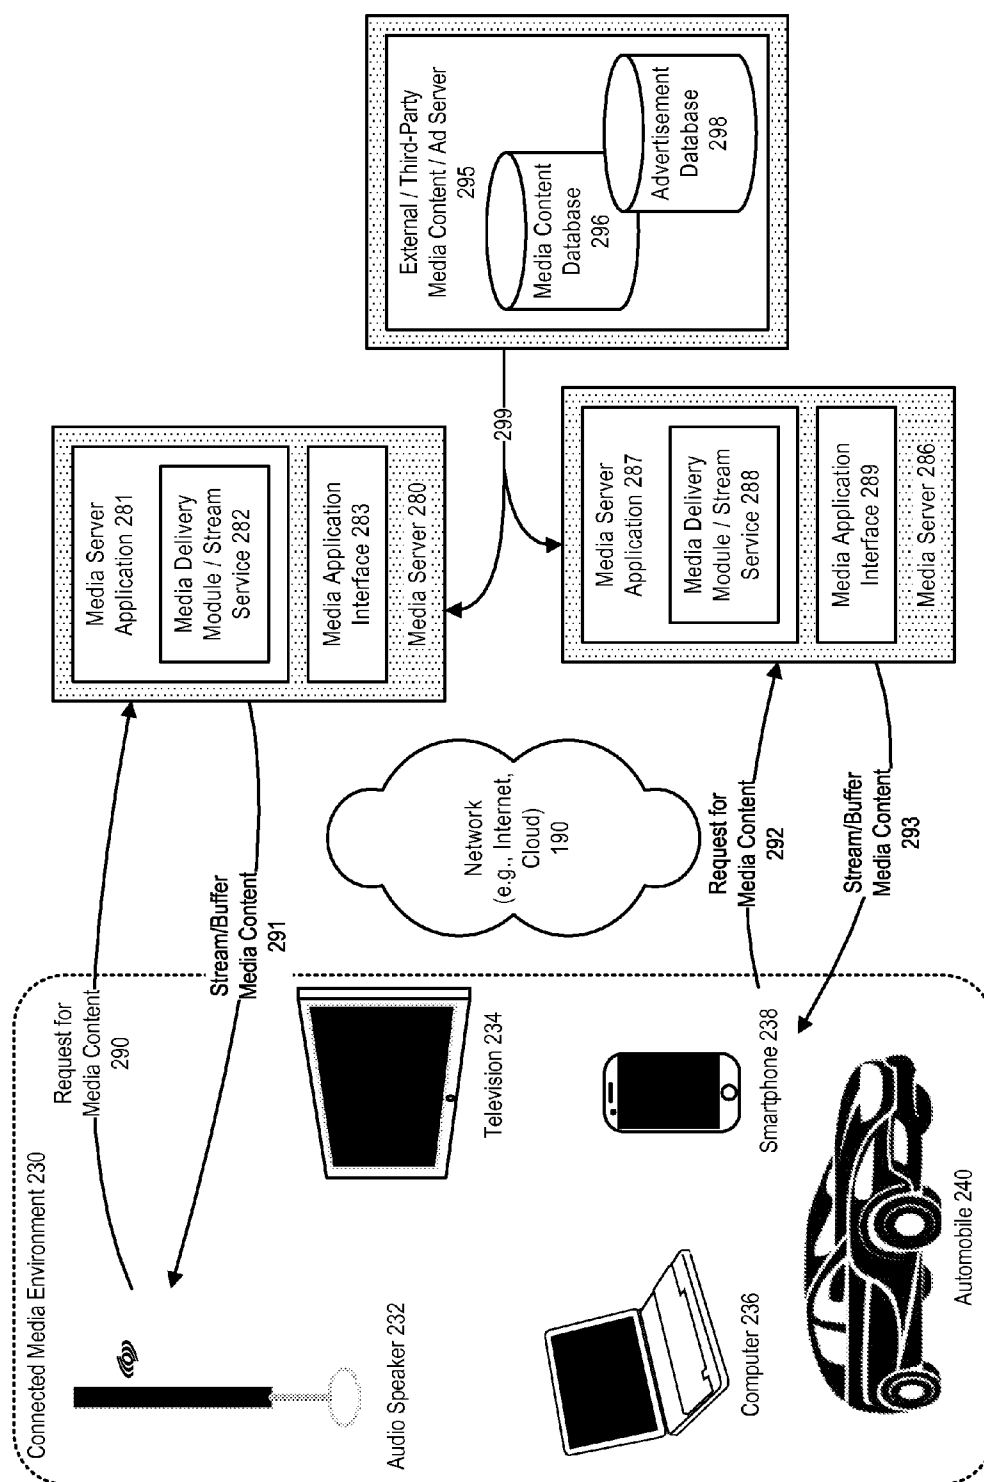 Connected Media Environment 230
Audio Speaker 232
Television 234
Computer 236
Smartphone 238
Automobile 240
Request for
Media Content
290
Stream/Buffer
Media Content
291
Network
(e.g., Internet,
Cloud)
190
Request for
Media Content
292
Stream/Buffer
Media Content
293
Media Server
Application 281
Media Delivery
Module / Stream
Service 282
Media Application
Interface 283
Media Server 280
299
Media Server
Application 287
Media Delivery
Module / Stream
Service 288
Media Application
Interface 289
Media Server 286
External / Third-Party
Media Content / Ad Server
295
Media Content
Database
296
Advertisement
Database
298